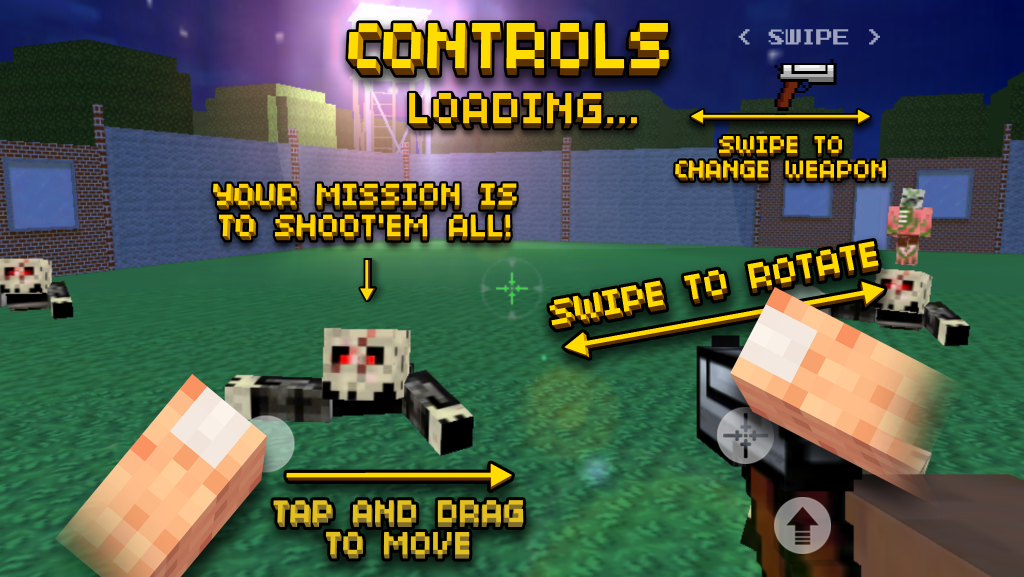 CONTROLS
LOADING...
< SWIPE >
SWIPE TO
CHANGE WEAPON
YOUR MISSION IS
TO SHOOT'EM ALL!
SWIPE TO ROTATE
TAP AND DRAG
TO MOVE